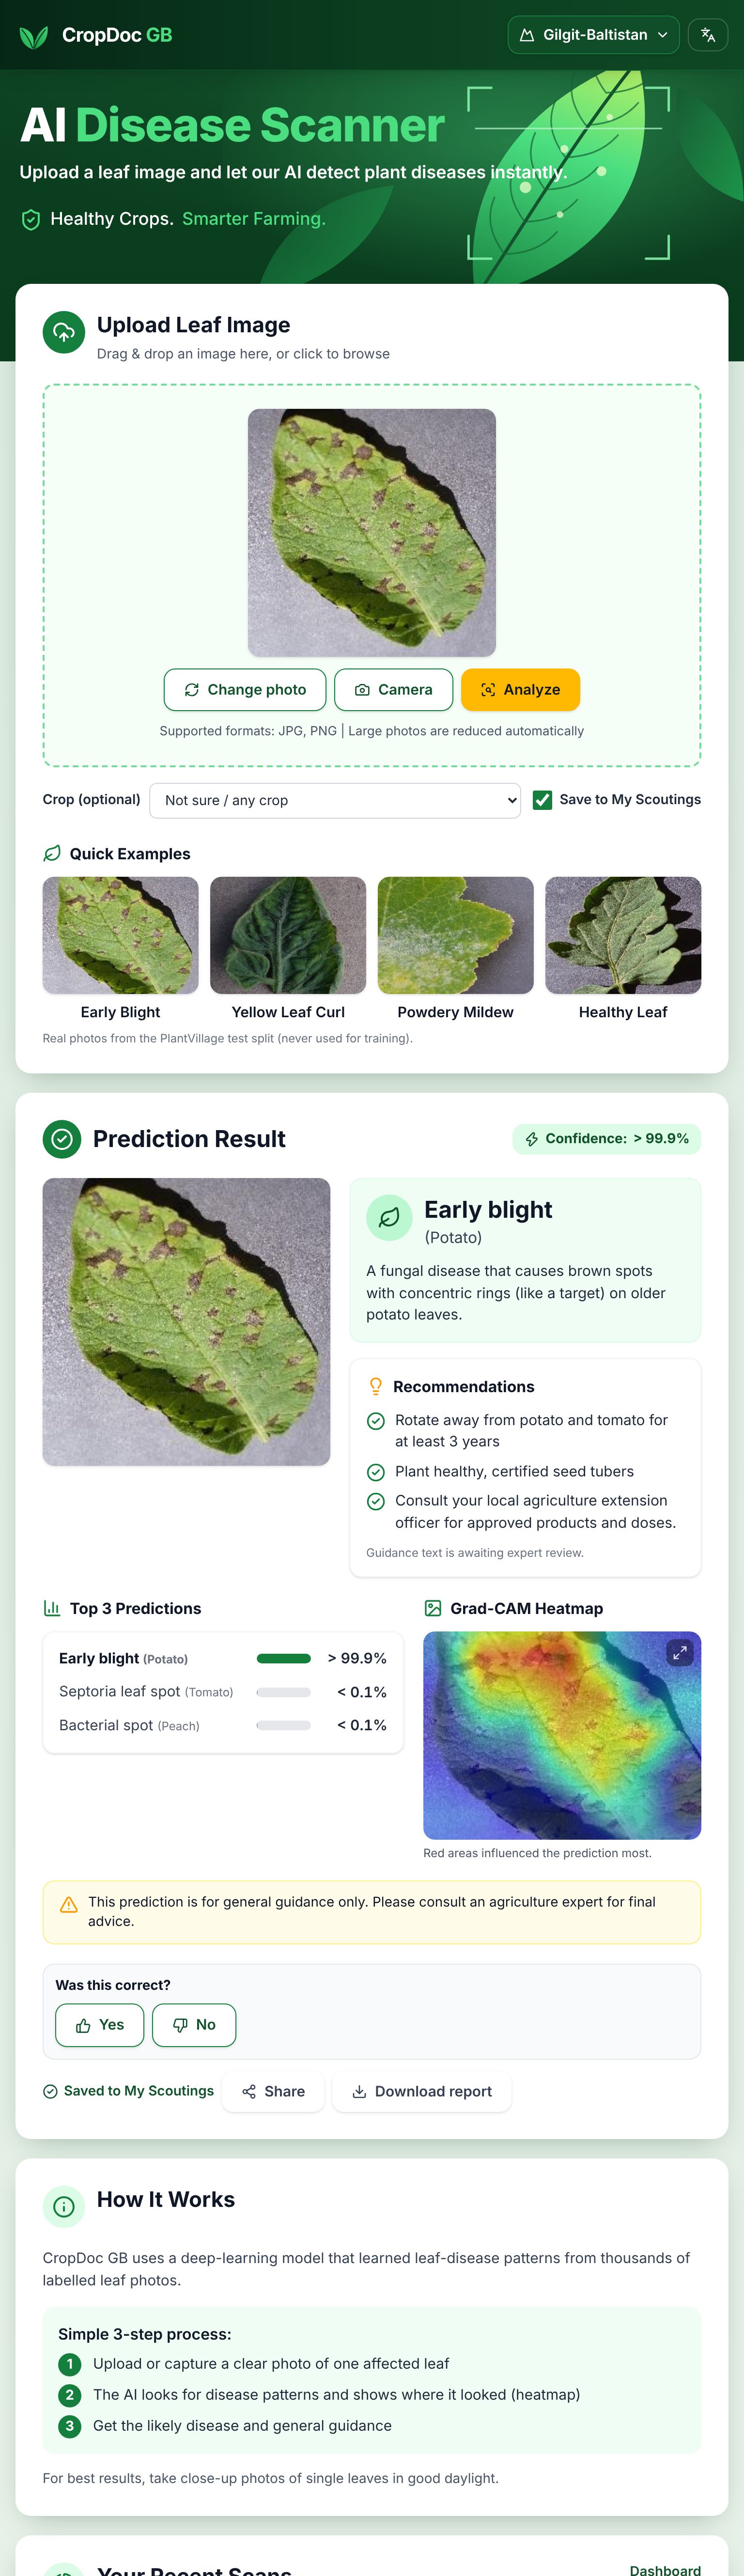 CropDoc GB
Gilgit-Baltistan
AI Disease Scanner
Upload a leaf image and let our AI detect plant diseases instantly.
Healthy Crops. Smarter Farming.
Upload Leaf Image
Drag & drop an image here, or click to browse
Change photo
Camera
Analyze
Supported formats: JPG, PNG | Large photos are reduced automatically
Crop (optional)
Not sure / any crop
Save to My Scoutings
Quick Examples
Early Blight
Yellow Leaf Curl
Powdery Mildew
Healthy Leaf
Real photos from the PlantVillage test split (never used for training).
Prediction Result
Confidence: > 99.9%
Early blight
(Potato)
A fungal disease that causes brown spots
with concentric rings (like a target) on older
potato leaves.
Recommendations
Rotate away from potato and tomato for
at least 3 years
Plant healthy, certified seed tubers
Consult your local agriculture extension
officer for approved products and doses.
Guidance text is awaiting expert review.
Top 3 Predictions
Early blight (Potato) > 99.9%
Septoria leaf spot (Tomato) < 0.1%
Bacterial spot (Peach) < 0.1%
Grad-CAM Heatmap
Red areas influenced the prediction most.
This prediction is for general guidance only. Please consult an agriculture expert for final
advice.
Was this correct?
Yes
No
Saved to My Scoutings
Share
Download report
How It Works
CropDoc GB uses a deep-learning model that learned leaf-disease patterns from thousands of
labelled leaf photos.
Simple 3-step process:
1 Upload or capture a clear photo of one affected leaf
2 The AI looks for disease patterns and shows where it looked (heatmap)
3 Get the likely disease and general guidance
For best results, take close-up photos of single leaves in good daylight.
Your Recent Scans
Dashboard